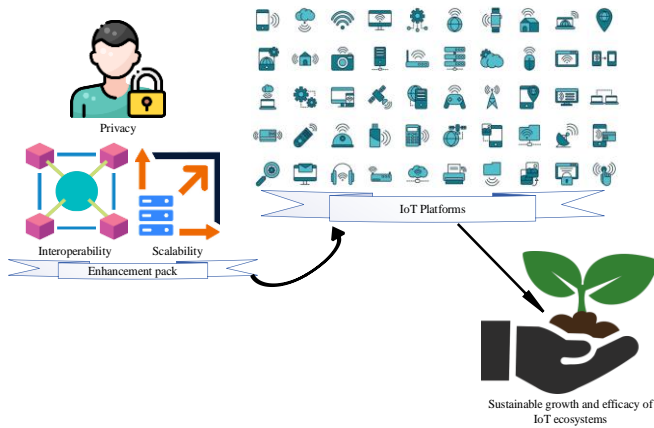 Privacy
Interoperability
Scalability
Enhancement pack
IoT Platforms
Sustainable growth and efficacy of
IoT ecosystems